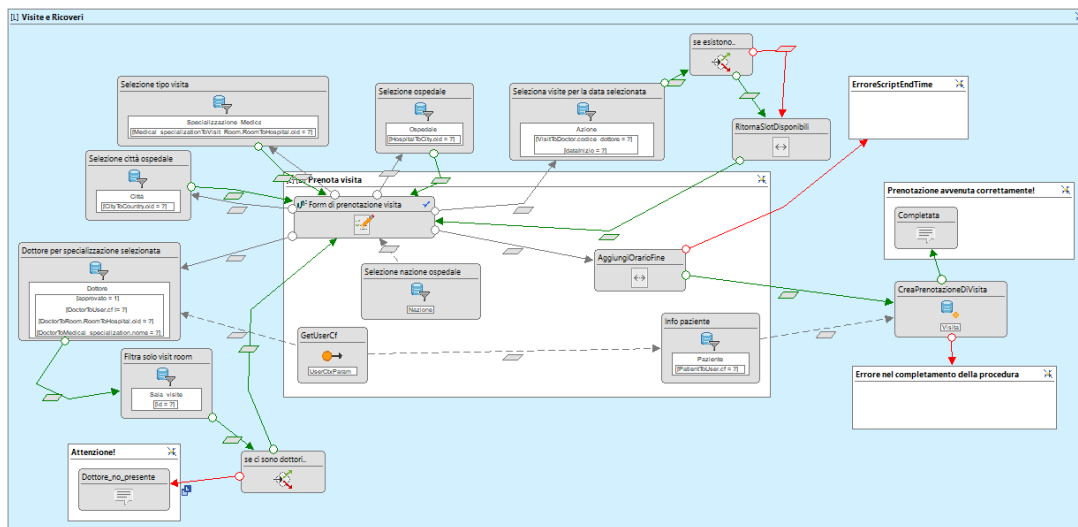 [L] Visite e Ricoveri
se esistono..
Selezione tipo visita
Specializzazione Medica
[Medical_specializationToVisit_Room.RoomToHospital.oid = ?]
Selezione ospedale
Ospedale
[HospitalToCity.oid = ?]
Seleziona visite per la data selezionata
Azione
[VisitToDoctor.codice_dottore = ?]
[dataInizio = ?]
ErroreScriptEndTime
RitornaSlotDisponibili
Selezione città ospedale
Città
[CityToCountry.oid = ?]
Prenota visita
Form di prenotazione visita
Prenotazione avvenuta correttamente!
Completata
Dottore per specializzazione selezionata
Dottore
[approvato = 1]
[DoctorToUser.cf != ?]
[DoctorToRoom.RoomToHospital.oid = ?]
[DoctorToMedical_specialization.nome = ?]
Selezione nazione ospedale
Nazione
AggiungiOrarioFine
CreaPrenotazioneDiVisita
Visita
GetUserCf
UserCtxParam
Info paziente
Paziente
[PatientToUser.cf = ?]
Filtra solo visit room
Sala_visite
[id = ?]
Errore nel completamento della procedura
Attenzione!
Dottore_no_presente
se ci sono dottori..